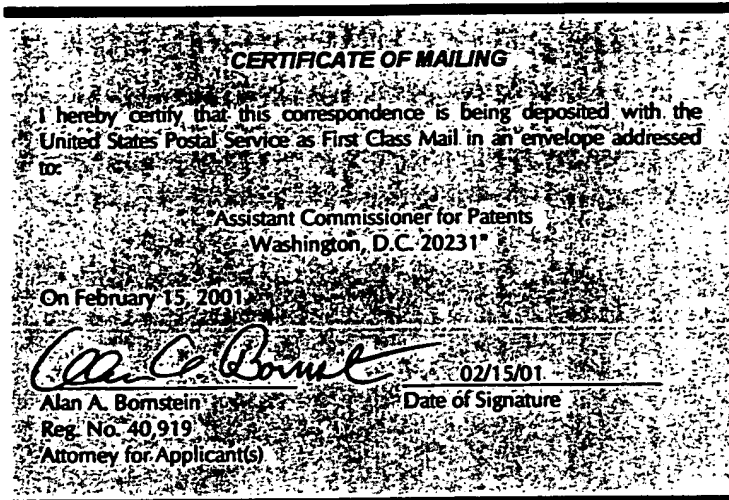 CERTIFICATE OF MAILING
I hereby certify that this correspondence is being deposited with the
United States Postal Service as First Class Mail in an envelope addressed
to:
"Assistant Commissioner for Patents
Washington, D.C. 20231"
On February 15, 2001.
02/15/01
Alan A. Bornstein
Date of Signature
Reg. No. 40,919
Attorney for Applicant(s)